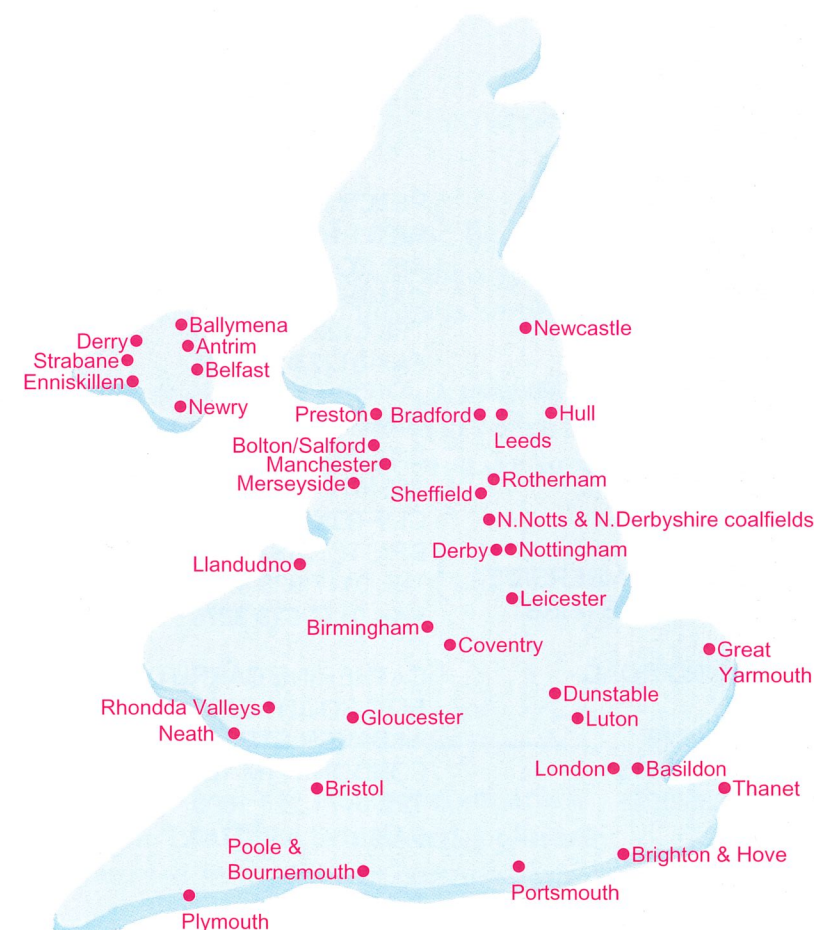 Ballymena
Newcastle
Derry
Antrim
Strabane
Belfast
Enniskillen
Newry
Preston
Bradford
Hull
Leeds
Bolton/Salford
Manchester
Merseyside
Rotherham
Sheffield
N.Notts & N.Derbyshire coalfields
Derby
Nottingham
Llandudno
Leicester
Birmingham
Coventry
Great
Yarmouth
Dunstable
Rhondda Valleys
Gloucester
Luton
Neath
London
Basildon
Bristol
Thanet
Poole &
Bournemouth
Brighton & Hove
Portsmouth
Plymouth